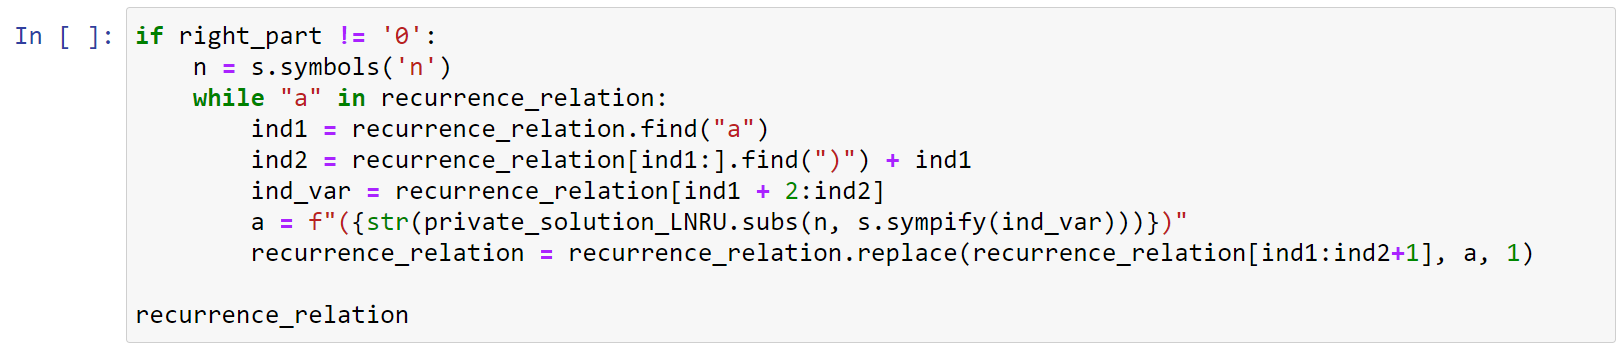 In [ ]: if right_part != '0':
    n = s.symbols('n')
    while "a" in recurrence_relation:
        ind1 = recurrence_relation.find("a")
        ind2 = recurrence_relation[ind1:].find(")") + ind1
        ind_var = recurrence_relation[ind1 + 2:ind2]
        a = f"({str(private_solution_LNRU.subs(n, s.sympify(ind_var)))})"
        recurrence_relation = recurrence_relation.replace(recurrence_relation[ind1:ind2+1], a, 1)

recurrence_relation